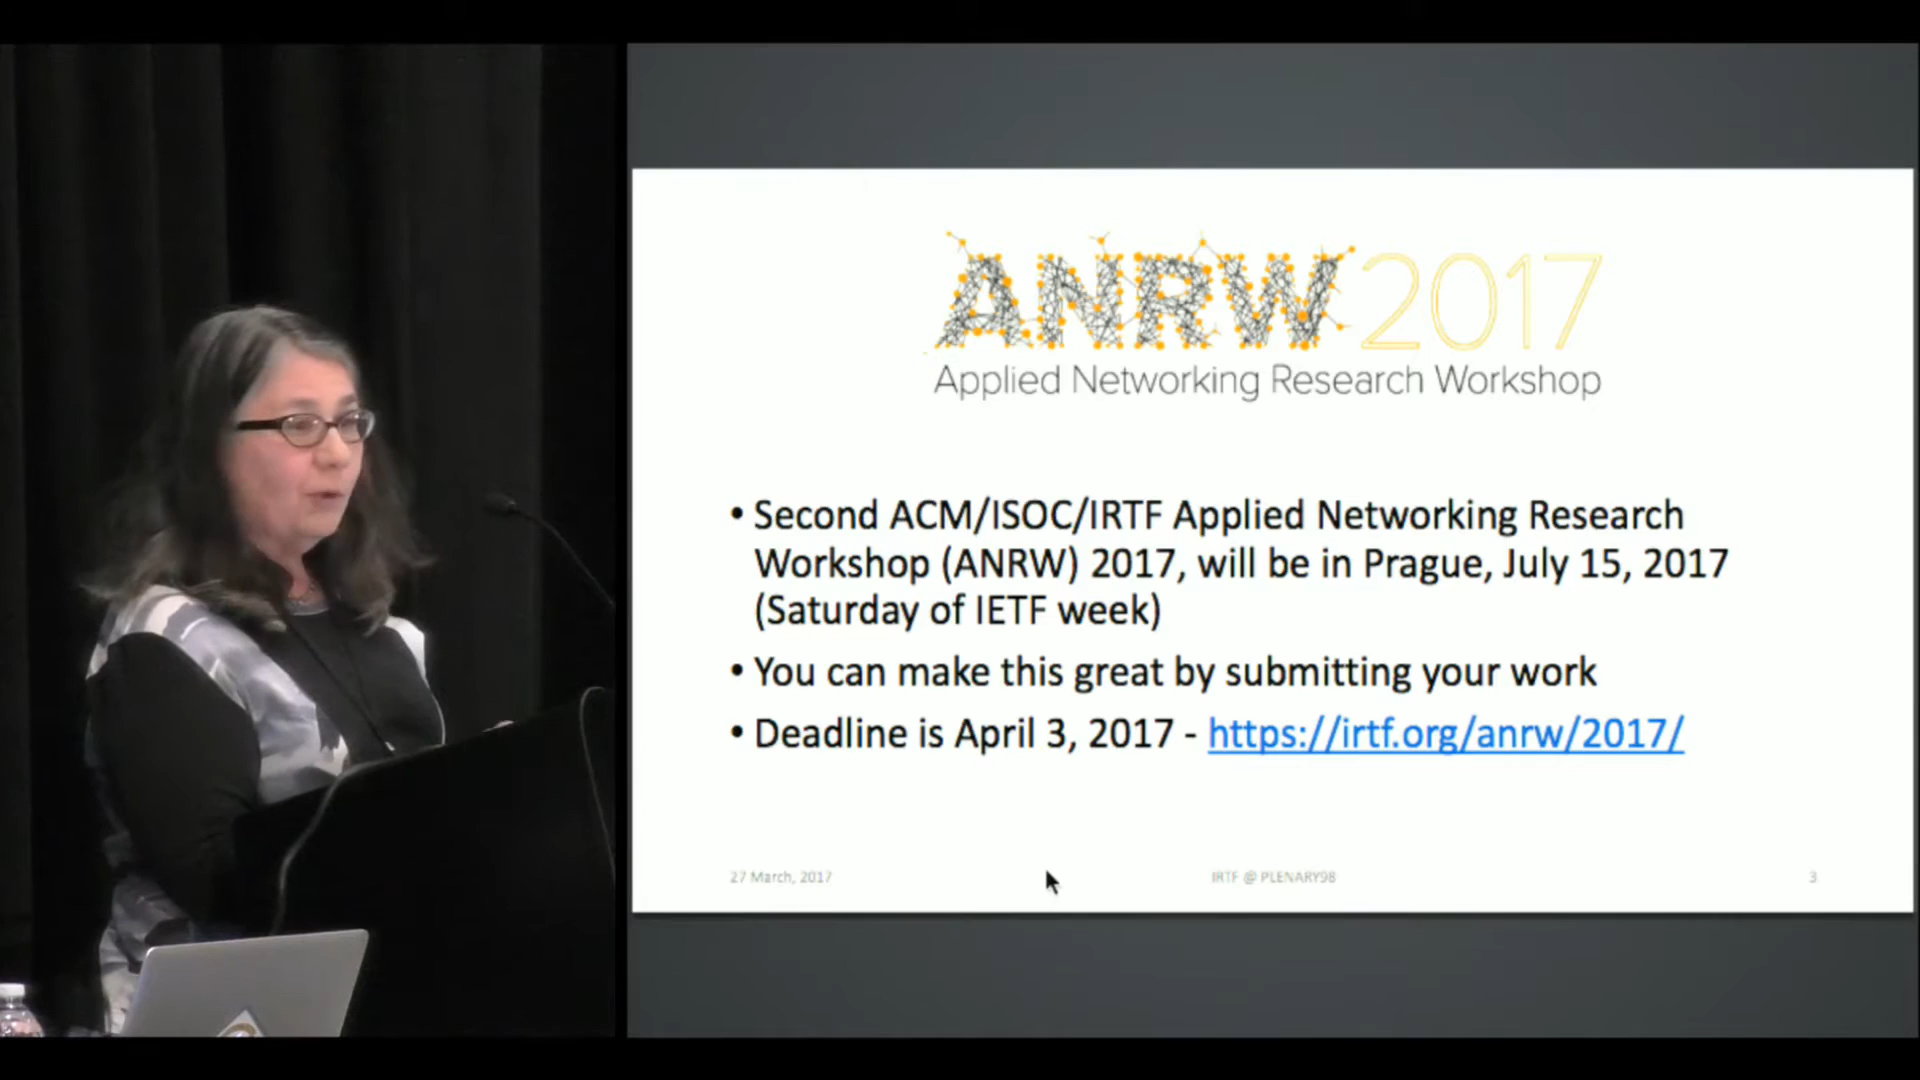 ANRW2017
Applied Networking Research Workshop
• Second ACM/ISOC/IRTF Applied Networking Research
Workshop (ANRW) 2017, will be in Prague, July 15, 2017
(Saturday of IETF week)
• You can make this great by submitting your work
• Deadline is April 3, 2017 - https://irtf.org/anrw/2017/
27 March, 2017
IRTF @ PLENARY98
3